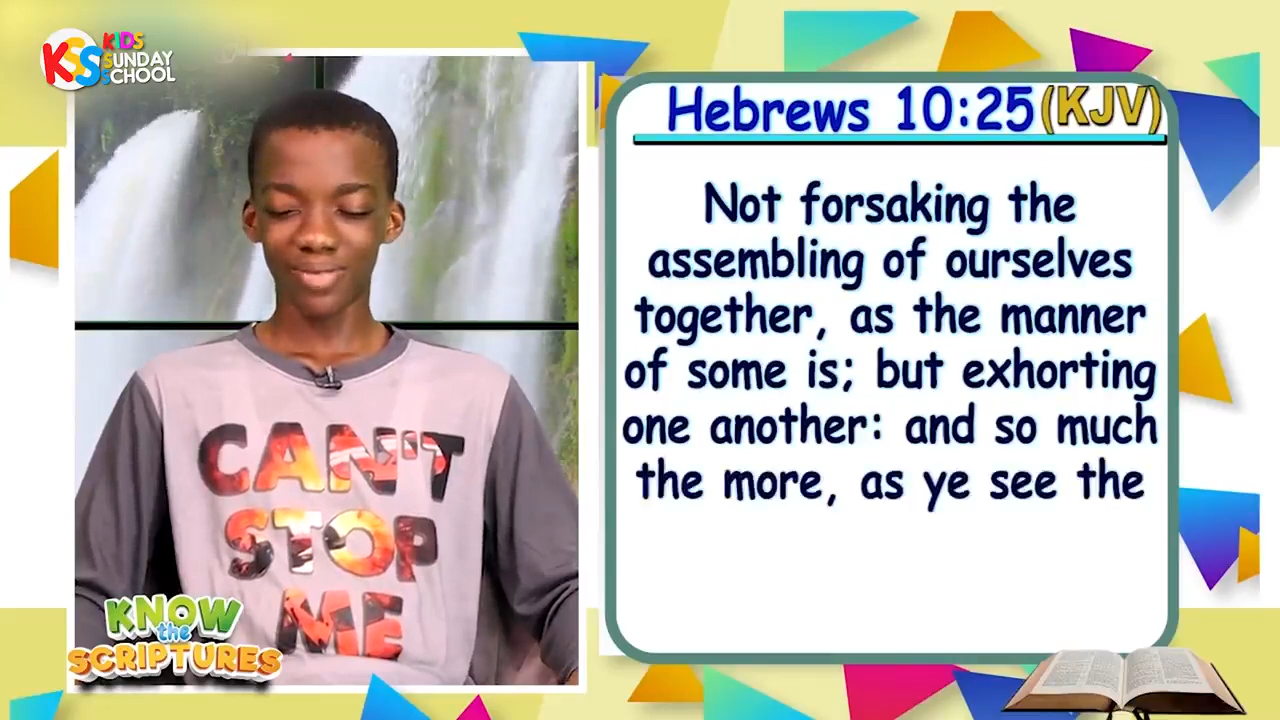 KSS KIDS
SUNDAY
SCHOOL
Hebrews 10:25 (KJV)
Not forsaking the
assembling of ourselves
together, as the manner
of some is; but exhorting
one another: and so much
the more, as ye see the
CAN'T
STOP
ME
KNOW
the
SCRIPTURES